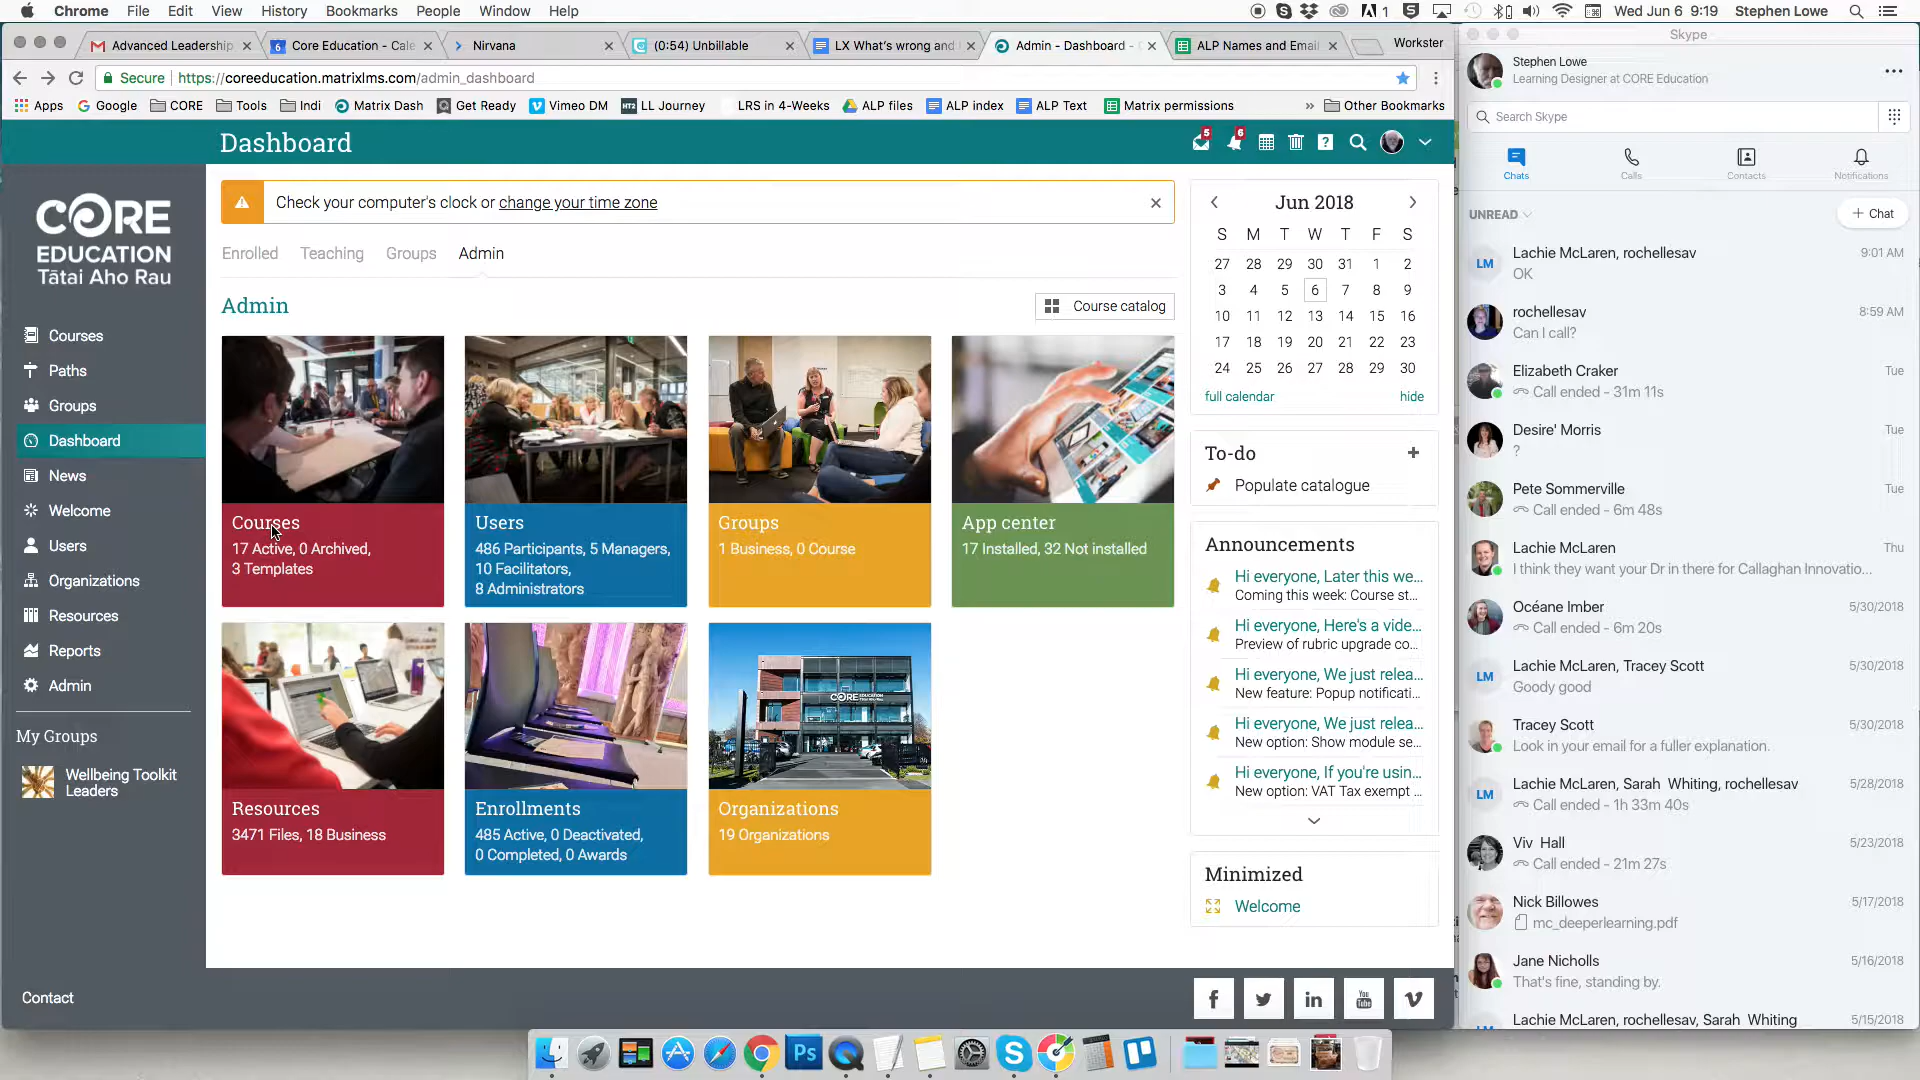 Chrome File Edit View History Bookmarks People Window Help
1
Wed Jun 6 9:19 Stephen Lowe
Advanced Leadership
6 Core Education - Cale
Nirvana
(0:54) Unbillable
LX What's wrong and
Admin - Dashboard -
ALP Names and Email
Workster
Secure https://coreeducation.matrixlms.com/admin_dashboard
Apps Google CORE Tools Indi Matrix Dash Get Ready Vimeo DM LL Journey LRS in 4-Weeks ALP files ALP index ALP Text Matrix permissions » Other Bookmarks
Dashboard
5 6
CORE
EDUCATION
Tātai Aho Rau
Courses
Paths
Groups
Dashboard
News
Welcome
Users
Organizations
Resources
Reports
Admin
My Groups
Wellbeing Toolkit
Leaders
Contact
Check your computer's clock or change your time zone
Enrolled Teaching Groups Admin
Admin
Course catalog
Courses
17 Active, 0 Archived,
3 Templates
Users
486 Participants, 5 Managers,
10 Facilitators,
8 Administrators
Groups
1 Business, 0 Course
App center
17 Installed, 32 Not installed
Resources
3471 Files, 18 Business
Enrollments
485 Active, 0 Deactivated,
0 Completed, 0 Awards
CORE EDUCATION
Organizations
19 Organizations
Jun 2018
S M T W T F S
27 28 29 30 31 1 2
3 4 5 6 7 8 9
10 11 12 13 14 15 16
17 18 19 20 21 22 23
24 25 26 27 28 29 30
full calendar hide
To-do
Populate catalogue
Announcements
Hi everyone, Later this we...
Coming this week: Course st...
Hi everyone, Here's a vide...
Preview of rubric upgrade co...
Hi everyone, We just relea...
New feature: Popup notificati...
Hi everyone, We just relea...
New option: Show module se...
Hi everyone, If you're usin...
New option: VAT Tax exempt ...
Minimized
Welcome
You Tube
Skype
Stephen Lowe
Learning Designer at CORE Education
Search Skype
Chats Calls Contacts Notifications
UNREAD
+ Chat
LM Lachie McLaren, rochellesav 9:01 AM
OK
rochellesav 8:59 AM
Can I call?
Elizabeth Craker Tue
Call ended - 31m 11s
Desire' Morris Tue
?
Pete Sommerville Tue
Call ended - 6m 48s
Lachie McLaren Thu
I think they want your Dr in there for Callaghan Innovatio...
Océane Imber 5/30/2018
Call ended - 6m 20s
LM Lachie McLaren, Tracey Scott 5/30/2018
Goody good
Tracey Scott 5/30/2018
Look in your email for a fuller explanation.
LM Lachie McLaren, Sarah Whiting, rochellesav 5/28/2018
Call ended - 1h 33m 40s
Viv Hall 5/23/2018
Call ended - 21m 27s
Nick Billowes 5/17/2018
mc_deeperlearning.pdf
Jane Nicholls 5/16/2018
That's fine, standing by.
Lachie McLaren, rochellesav, Sarah Whiting 5/15/2018
Ps